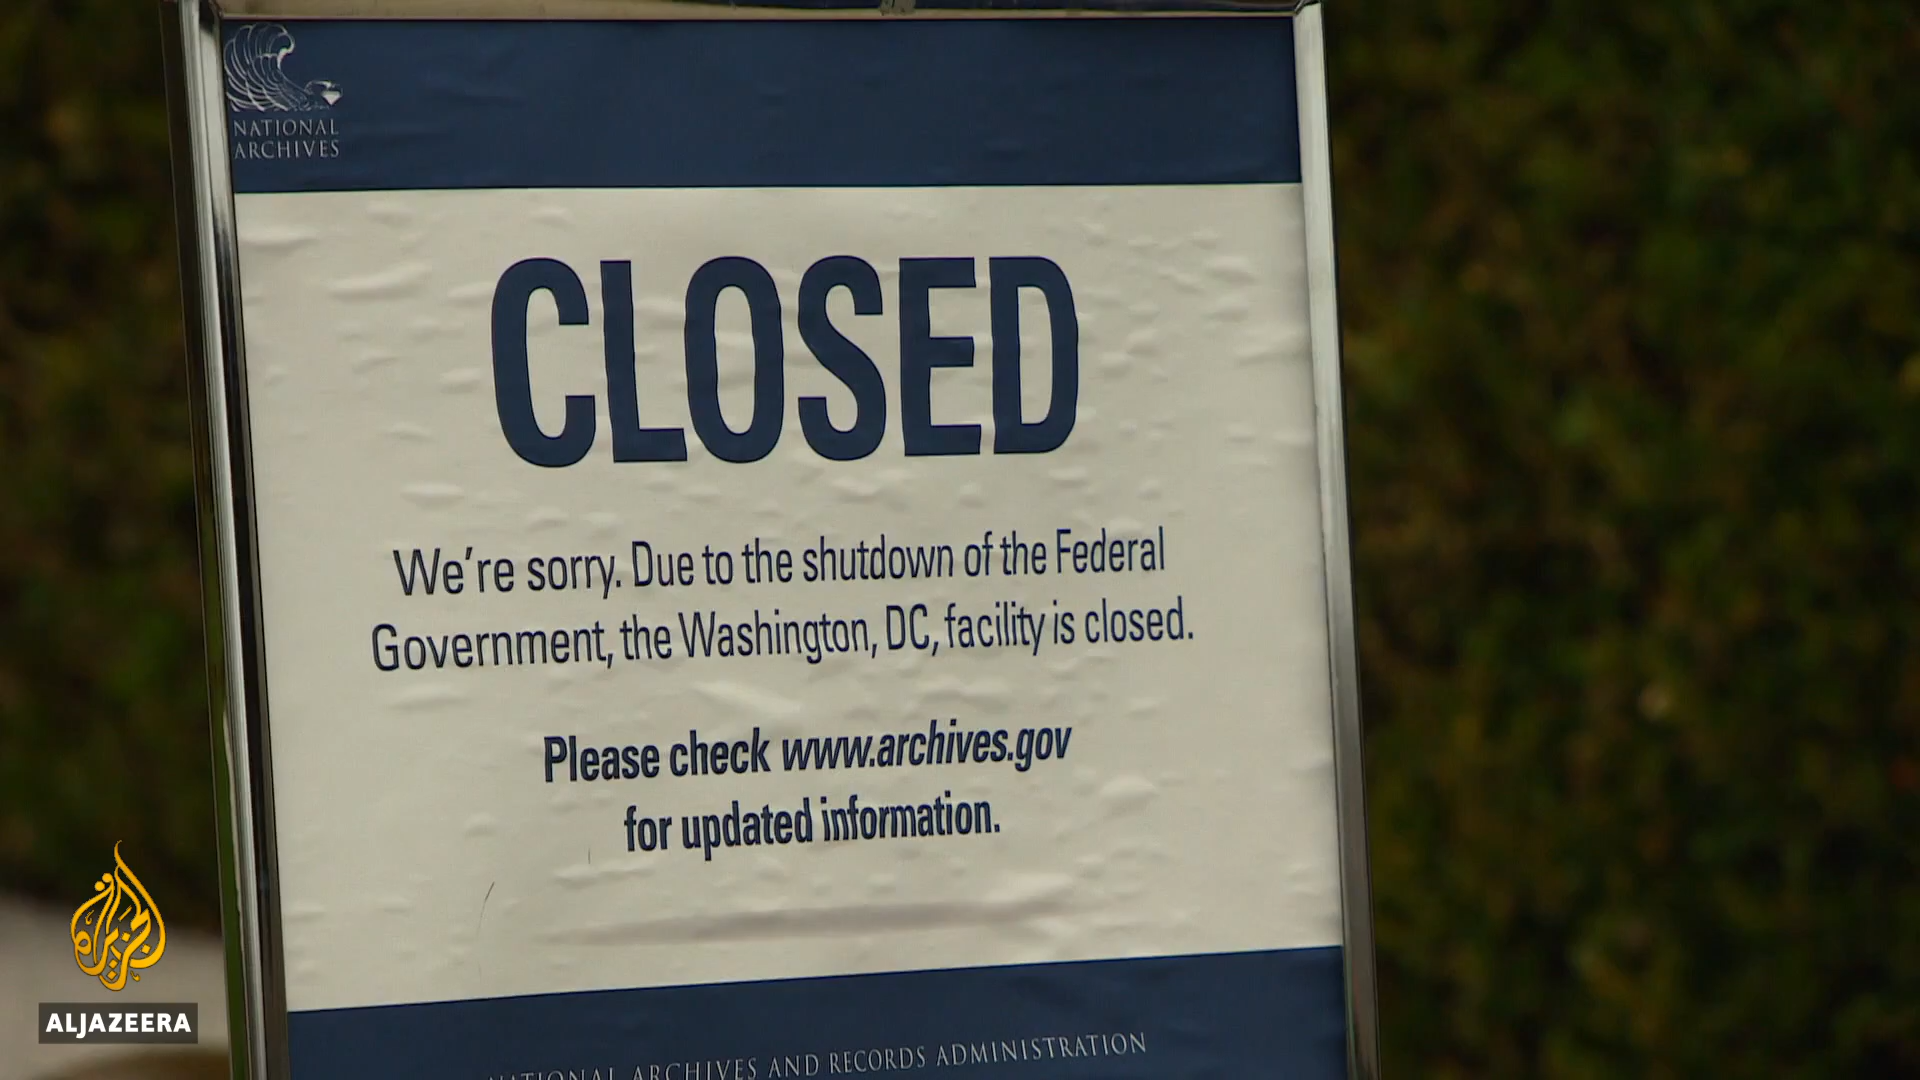 NATIONAL
ARCHIVES
CLOSED
We're sorry. Due to the shutdown of the Federal
Government, the Washington, DC, facility is closed.
Please check www.archives.gov
for updated information.
NATIONAL ARCHIVES AND RECORDS ADMINISTRATION
الجزيرة
ALJAZEERA